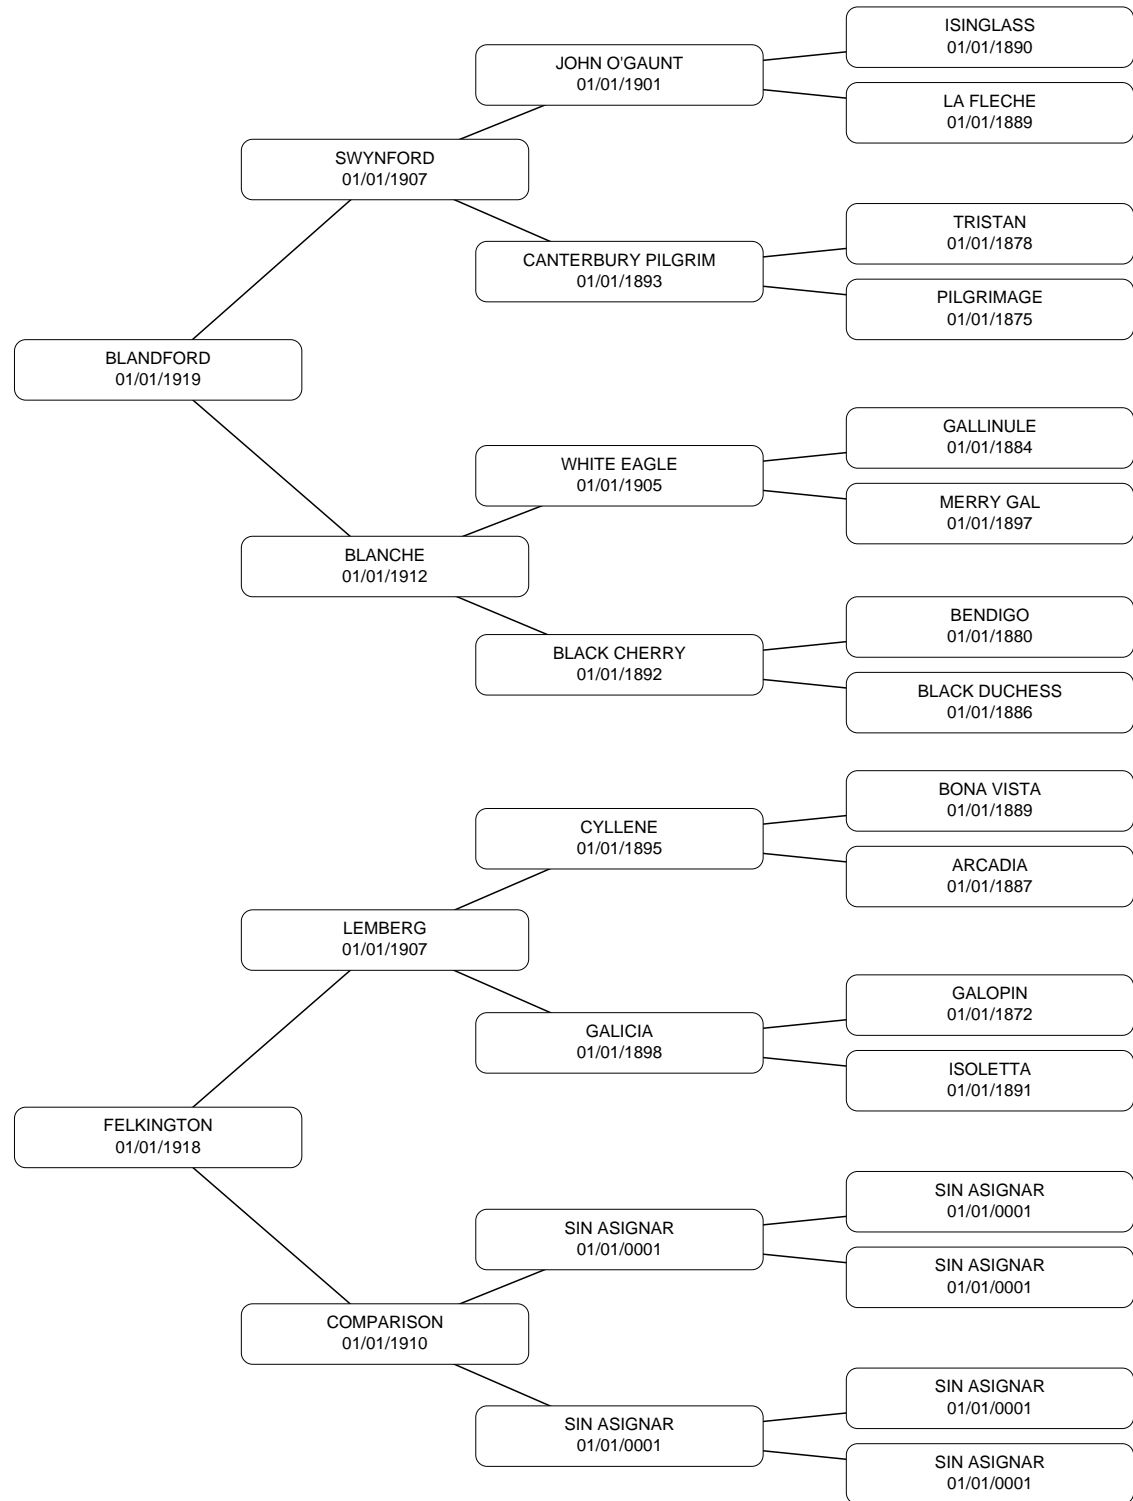 ISINGLASS
01/01/1890
JOHN O'GAUNT
01/01/1901
LA FLECHE
01/01/1889
SWYNFORD
01/01/1907
TRISTAN
01/01/1878
CANTERBURY PILGRIM
01/01/1893
PILGRIMAGE
01/01/1875
BLANDFORD
01/01/1919
GALLINULE
01/01/1884
WHITE EAGLE
01/01/1905
MERRY GAL
01/01/1897
BLANCHE
01/01/1912
BENDIGO
01/01/1880
BLACK CHERRY
01/01/1892
BLACK DUCHESS
01/01/1886
BONA VISTA
01/01/1889
CYLLENE
01/01/1895
ARCADIA
01/01/1887
LEMBERG
01/01/1907
GALOPIN
01/01/1872
GALICIA
01/01/1898
ISOLETTA
01/01/1891
FELKINGTON
01/01/1918
SIN ASIGNAR
01/01/0001
SIN ASIGNAR
01/01/0001
SIN ASIGNAR
01/01/0001
COMPARISON
01/01/1910
SIN ASIGNAR
01/01/0001
SIN ASIGNAR
01/01/0001
SIN ASIGNAR
01/01/0001